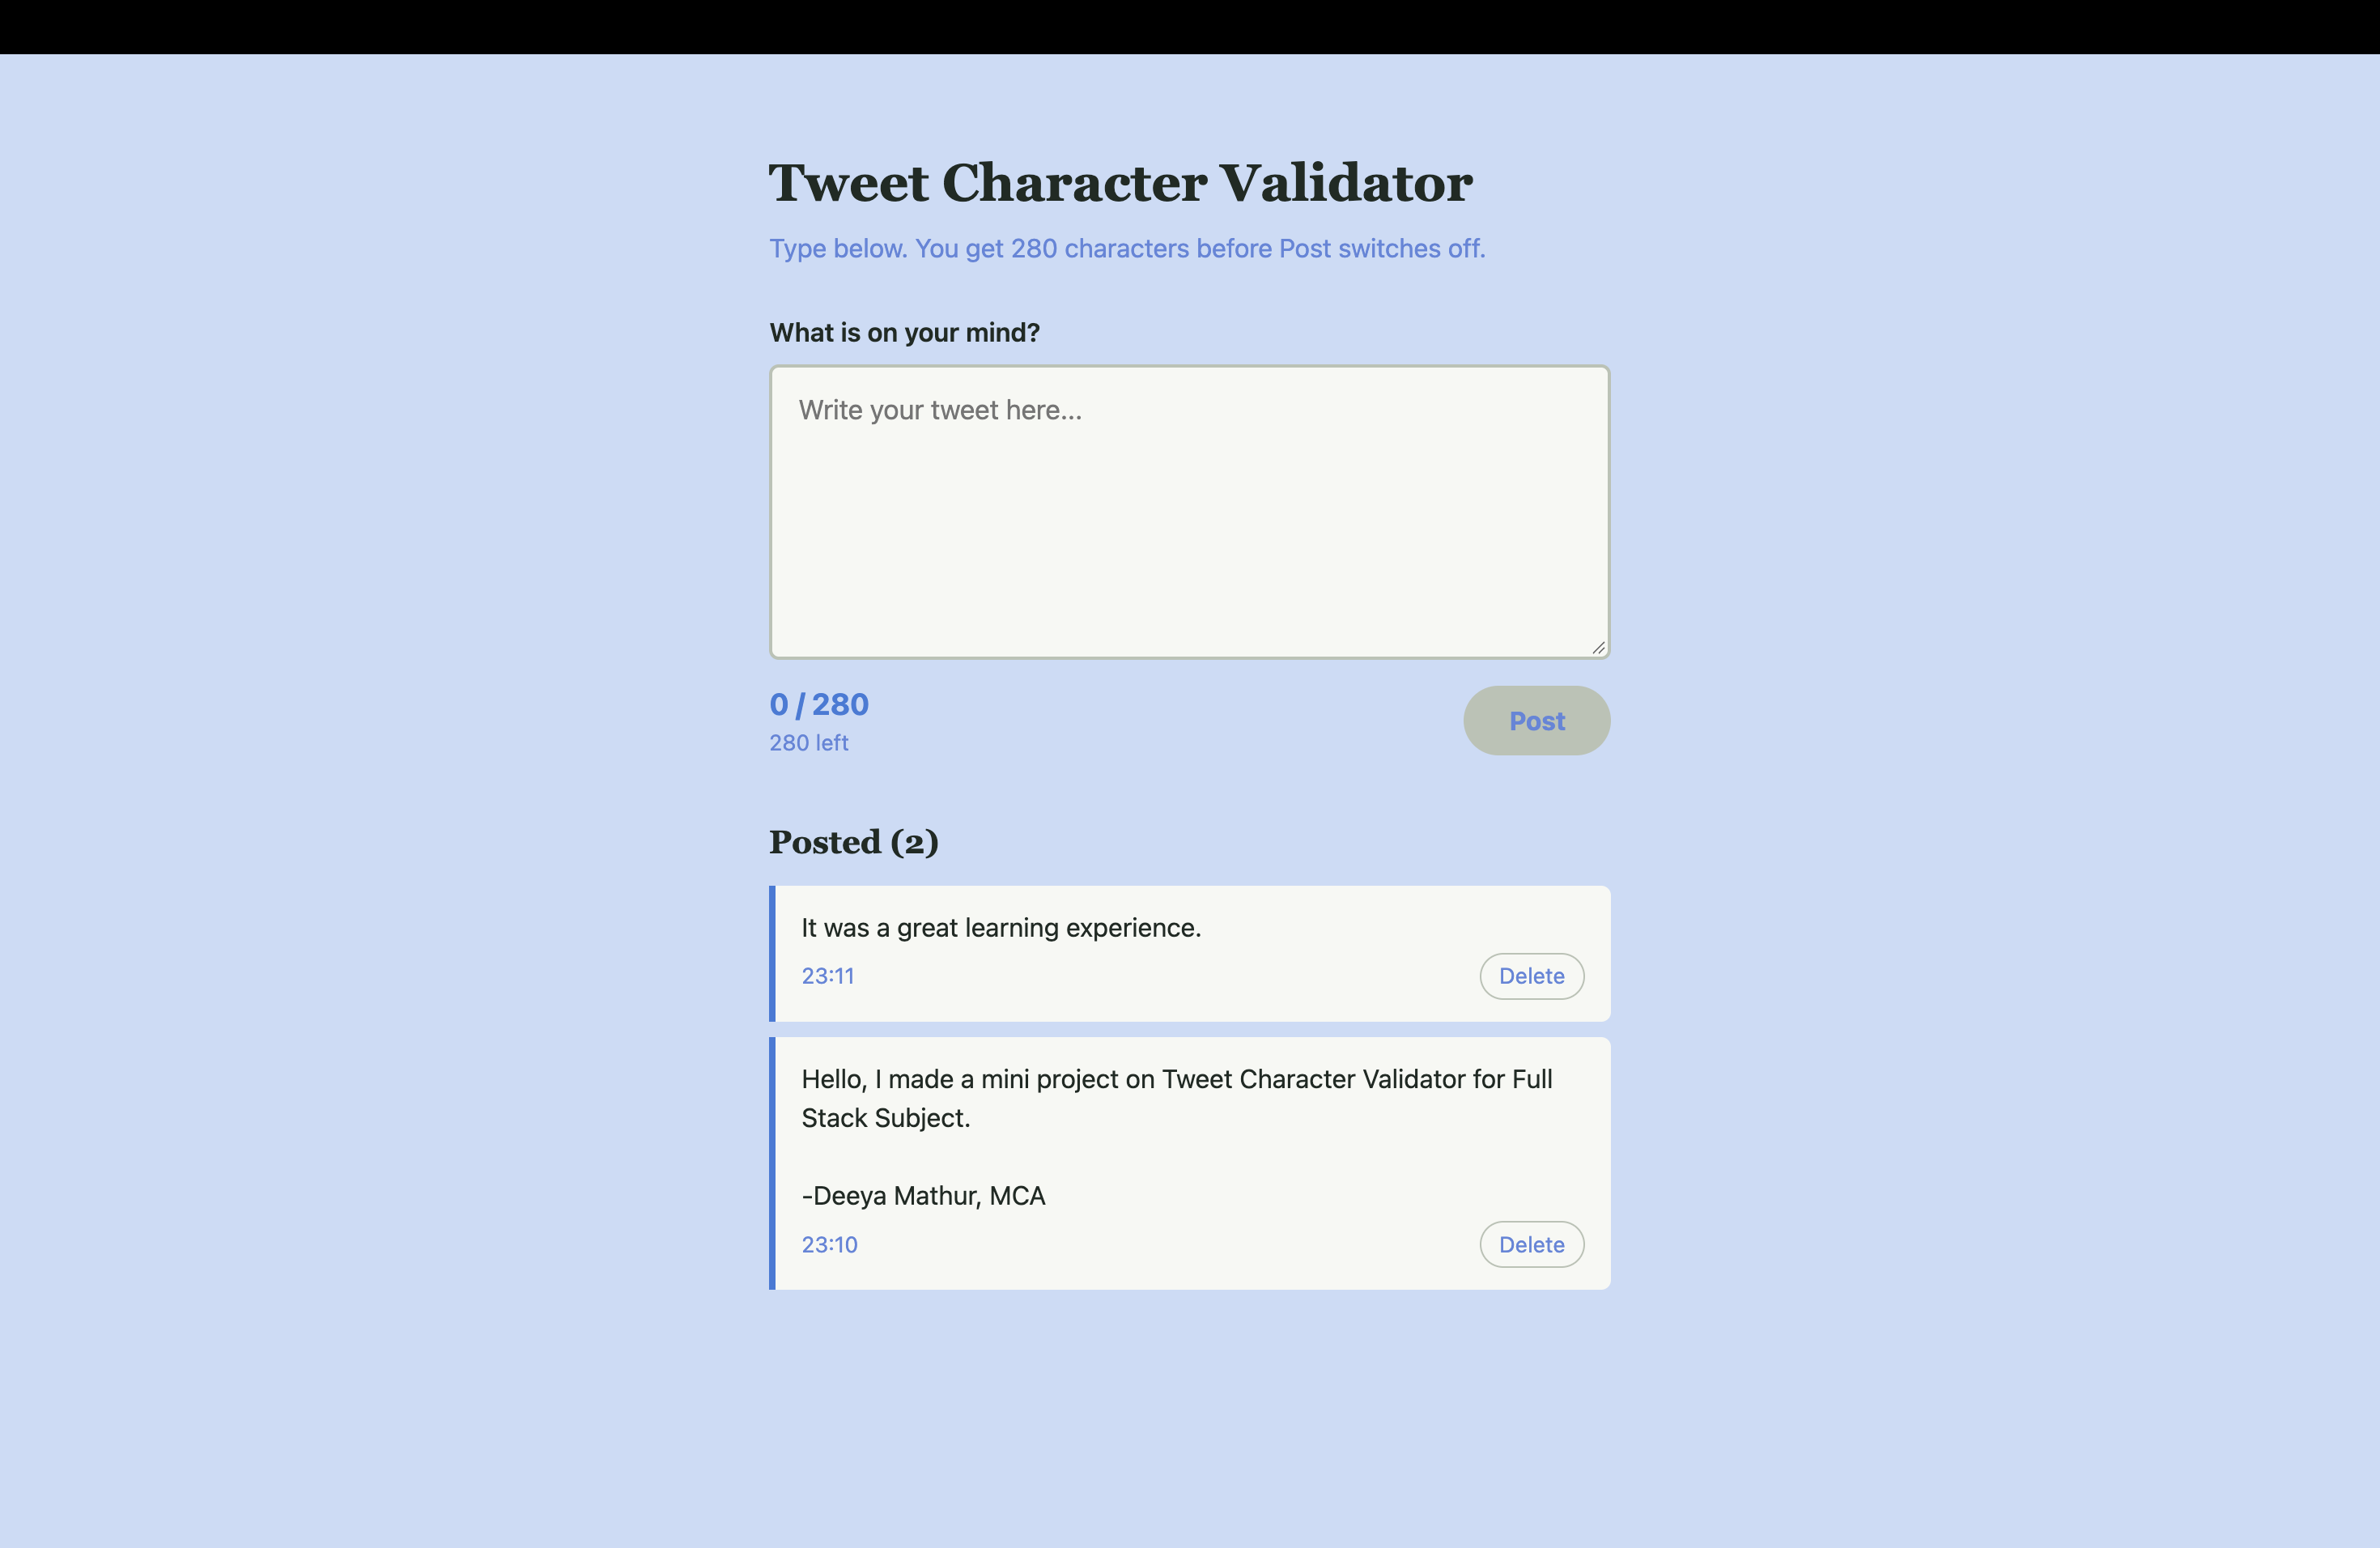 Tweet Character Validator
Type below. You get 280 characters before Post switches off.
What is on your mind?
Write your tweet here...
0 / 280
280 left
Post
Posted (2)
It was a great learning experience.
23:11
Delete
Hello, I made a mini project on Tweet Character Validator for Full
Stack Subject.
-Deeya Mathur, MCA
23:10
Delete